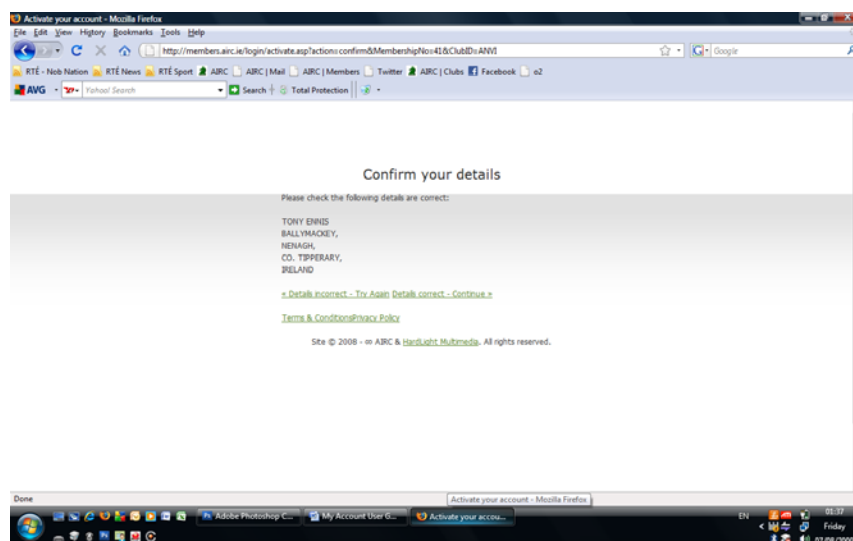 Activate your account - Mozilla Firefox
File Edit View History Bookmarks Tools Help
http://members.airc.ie/login/activate.asp?action=confirm&MembershipNo=41&ClubID=ANVI
Google
RTÉ - Nob Nation RTÉ News RTÉ Sport AIRC AIRC | Mail AIRC | Members Twitter AIRC | Clubs Facebook o2
AVG Yahoo! Search Search Total Protection
Confirm your details
Please check the following details are correct:
TONY ENNIS
BALLYMACKEY,
NENAGH,
CO. TIPPERARY,
IRELAND
« Details incorrect - Try Again Details correct - Continue »
Terms & ConditionsPrivacy Policy
Site © 2008 - ∞ AIRC & HardLight Multimedia. All rights reserved.
Done
Activate your account - Mozilla Firefox
Adobe Photoshop C... My Account User G... Activate your accou... EN 01:37
Friday